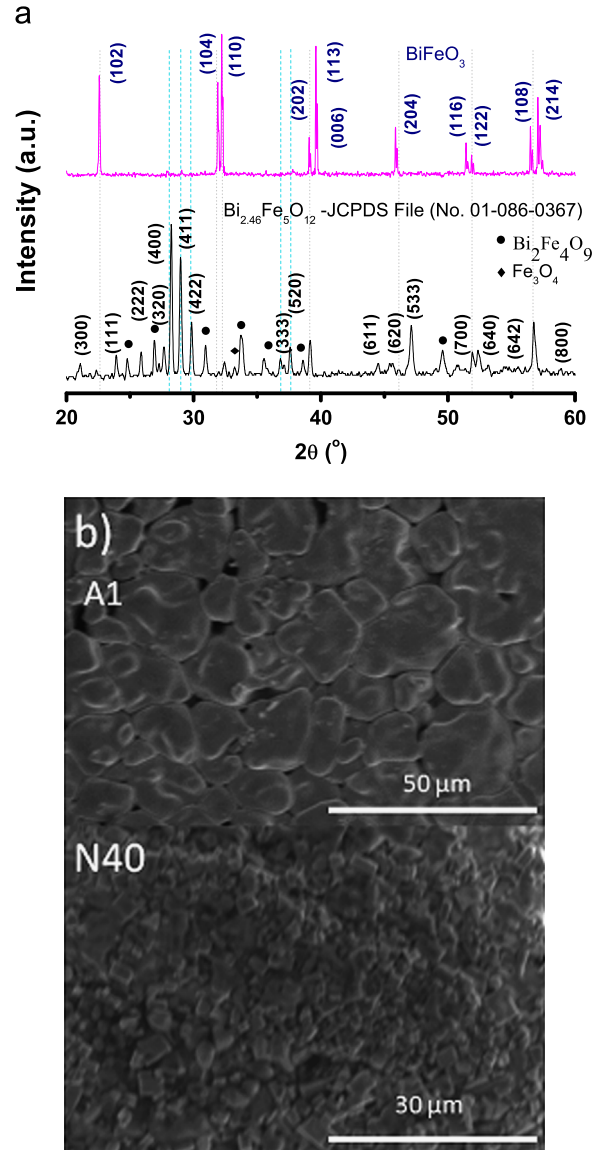 a
Intensity (a.u.)
(102)
(104)
(110)
(202)
(113)
(006)
(204)
(116)
(122)
(108)
(214)
BiFeO3
Bi2.46Fe5O12 -JCPDS File (No. 01-086-0367)
● Bi2Fe4O9
◆ Fe3O4
(300)
(111)
(222)
(320)
(400)
(411)
(422)
(333)
(520)
(611)
(620)
(533)
(700)
(640)
(642)
(800)
20 30 40 50 60
2θ (o)
b)
A1
50 µm
N40
30 µm